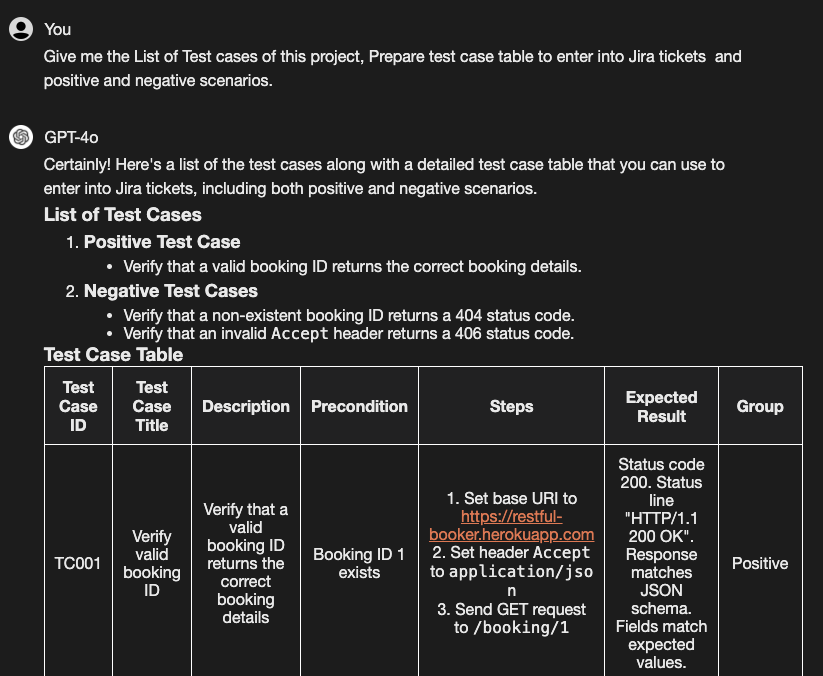 You
Give me the List of Test cases of this project, Prepare test case table to enter into Jira tickets  and
positive and negative scenarios.
GPT-4o
Certainly! Here's a list of the test cases along with a detailed test case table that you can use to
enter into Jira tickets, including both positive and negative scenarios.
List of Test Cases
1. Positive Test Case
• Verify that a valid booking ID returns the correct booking details.
2. Negative Test Cases
• Verify that a non-existent booking ID returns a 404 status code.
• Verify that an invalid Accept header returns a 406 status code.
Test Case Table
Test
Case
ID
Test
Case
Title
Description
Precondition
Steps
Expected
Result
Group
TC001
Verify
valid
booking
ID
Verify that a
valid
booking ID
returns the
correct
booking
details
Booking ID 1
exists
1. Set base URI to
https://restful-
booker.herokuapp.com
2. Set header Accept
to application/jso
n
3. Send GET request
to /booking/1
Status code
200. Status
line
"HTTP/1.1
200 OK".
Response
matches
JSON
schema.
Fields match
expected
values.
Positive